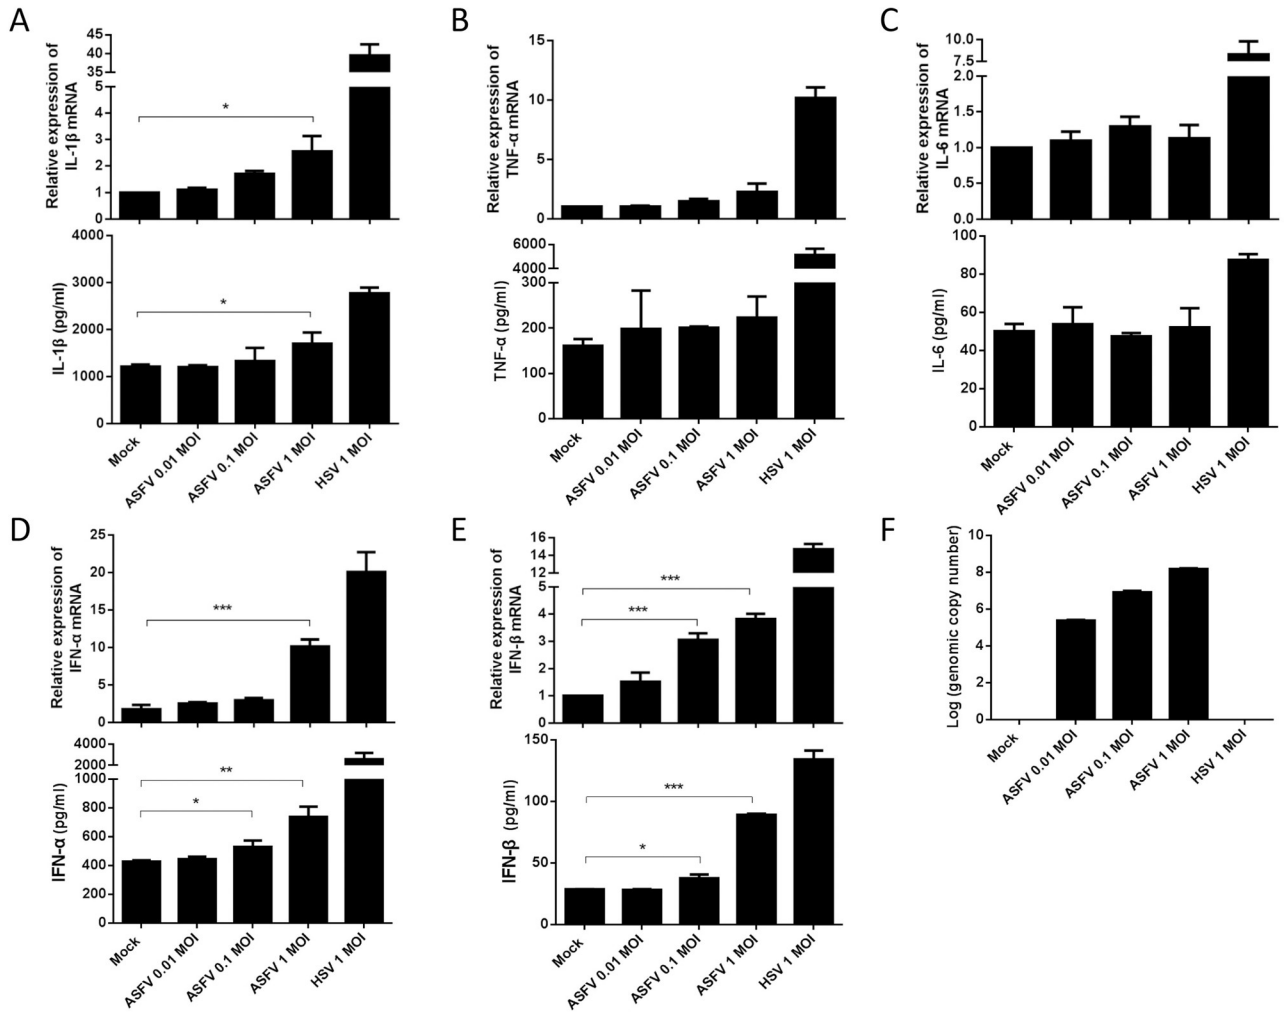 A
Relative expression of
IL-1β mRNA
45
40
35
5
4
3
2
1
0
*
IL-1β (pg/ml)
4000
3000
2000
1000
0
*
Mock
ASFV 0.01 MOI
ASFV 0.1 MOI
ASFV 1 MOI
HSV 1 MOI
B
Relative expression of
TNF-α mRNA
15
10
5
0
TNF-α (pg/ml)
6000
4000
300
200
100
0
Mock
ASFV 0.01 MOI
ASFV 0.1 MOI
ASFV 1 MOI
HSV 1 MOI
C
Relative expression of
IL-6 mRNA
10.0
7.5
2.0
1.5
1.0
0.5
0.0
IL-6 (pg/ml)
100
80
60
40
20
0
Mock
ASFV 0.01 MOI
ASFV 0.1 MOI
ASFV 1 MOI
HSV 1 MOI
D
Relative expression of
IFN-α mRNA
25
20
15
10
5
0
***
IFN-α (pg/ml)
4000
2000
1000
800
600
400
200
0
**
*
Mock
ASFV 0.01 MOI
ASFV 0.1 MOI
ASFV 1 MOI
HSV 1 MOI
E
Relative expression of
IFN-β mRNA
16
14
12
5
4
3
2
1
0
***
***
IFN-β (pg/ml)
150
100
50
0
***
*
Mock
ASFV 0.01 MOI
ASFV 0.1 MOI
ASFV 1 MOI
HSV 1 MOI
F
Log (genomic copy number)
10
8
6
4
2
0
Mock
ASFV 0.01 MOI
ASFV 0.1 MOI
ASFV 1 MOI
HSV 1 MOI